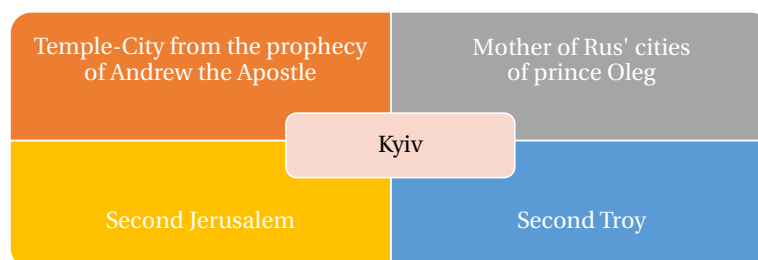 Temple-City from the prophecy
of Andrew the Apostle
Mother of Rus' cities
of prince Oleg
Kyiv
Second Jerusalem
Second Troy